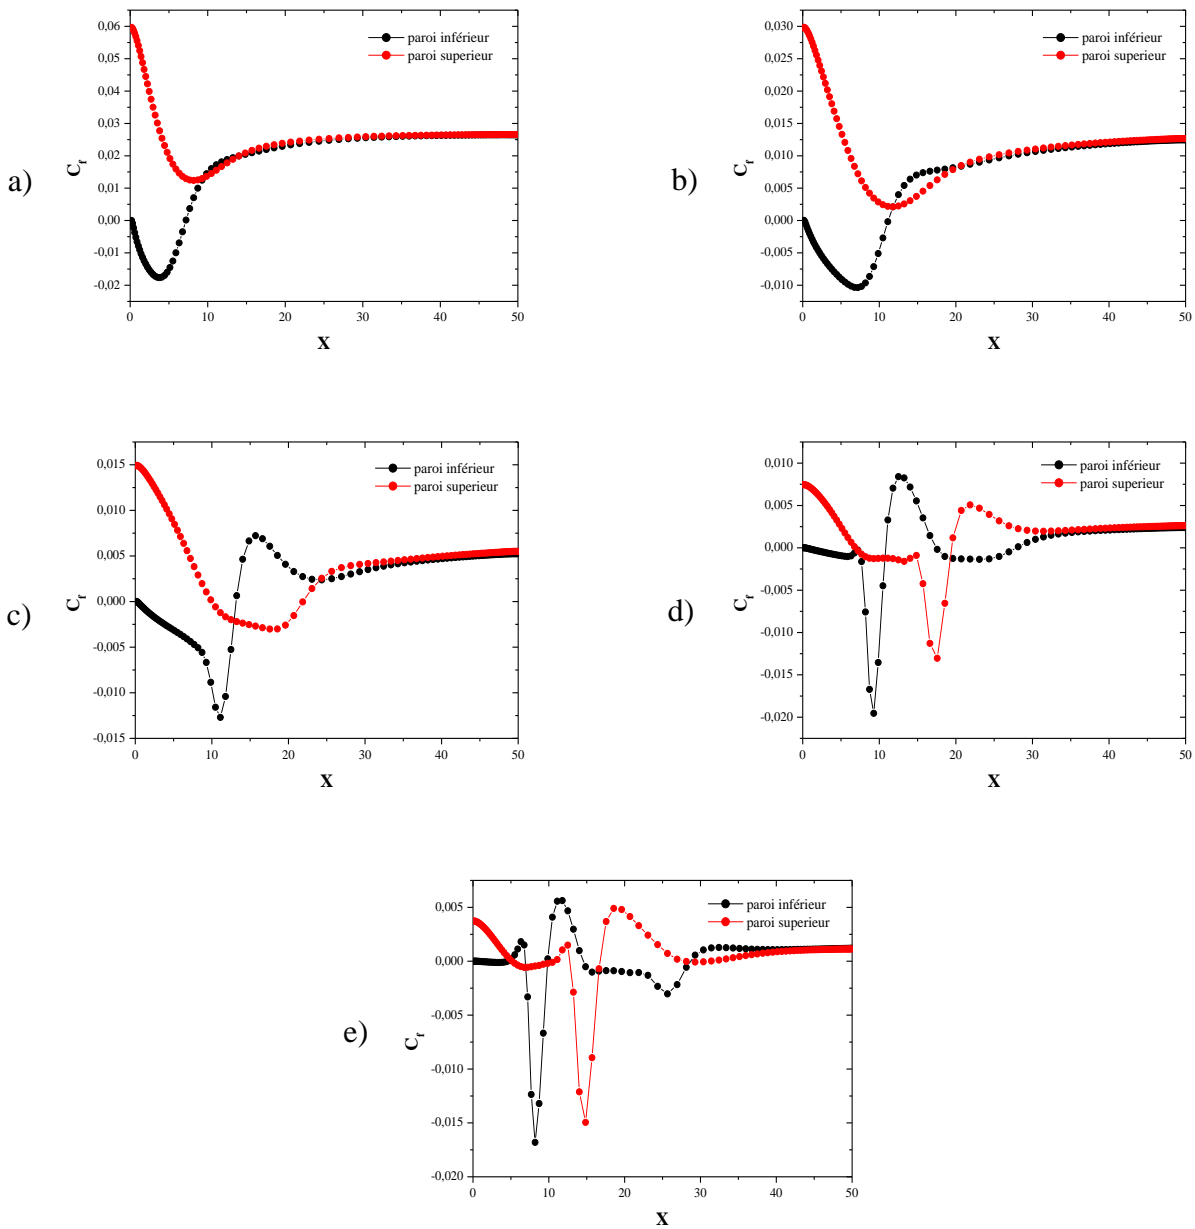 a)
paroi inférieur
paroi superieur
0,06
0,05
0,04
0,03
0,02
0,01
0,00
-0,01
-0,02
C_f
0 10 20 30 40 50
X
b)
paroi inférieur
paroi superieur
0,030
0,025
0,020
0,015
0,010
0,005
0,000
-0,005
-0,010
C_f
0 10 20 30 40 50
X
c)
paroi inférieur
paroi superieur
0,015
0,010
0,005
0,000
-0,005
-0,010
-0,015
C_f
0 10 20 30 40 50
X
d)
paroi inférieur
paroi superieur
0,010
0,005
0,000
-0,005
-0,010
-0,015
-0,020
C_f
0 10 20 30 40 50
X
e)
paroi inférieur
paroi superieur
0,005
0,000
-0,005
-0,010
-0,015
-0,020
C_f
0 10 20 30 40 50
X